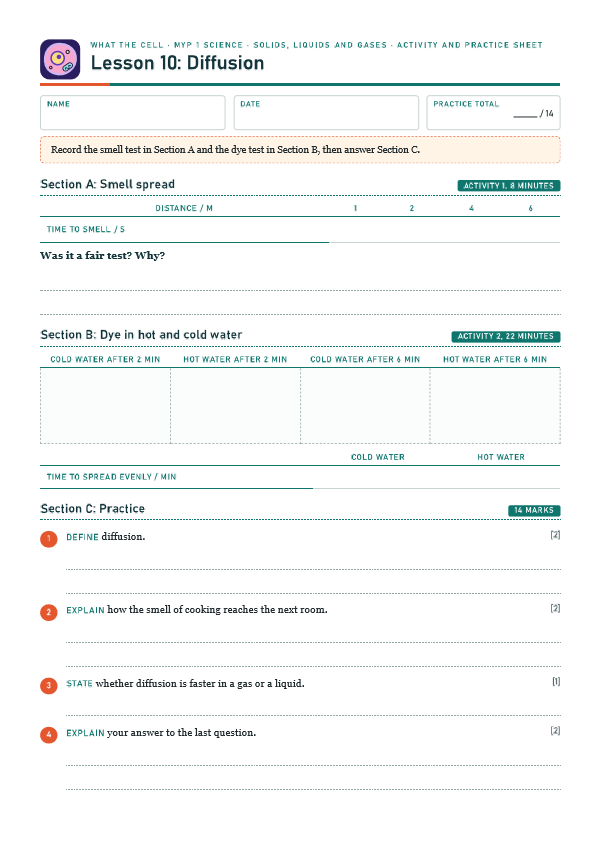 WHAT THE CELL · MYP 1 SCIENCE · SOLIDS, LIQUIDS AND GASES · ACTIVITY AND PRACTICE SHEET
Lesson 10: Diffusion
NAME
DATE
PRACTICE TOTAL
_____ / 14
Record the smell test in Section A and the dye test in Section B, then answer Section C.
Section A: Smell spread
ACTIVITY 1, 8 MINUTES
DISTANCE / M 1 2 4 6
TIME TO SMELL / S
Was it a fair test? Why?
Section B: Dye in hot and cold water
ACTIVITY 2, 22 MINUTES
COLD WATER AFTER 2 MIN HOT WATER AFTER 2 MIN COLD WATER AFTER 6 MIN HOT WATER AFTER 6 MIN
COLD WATER HOT WATER
TIME TO SPREAD EVENLY / MIN
Section C: Practice
14 MARKS
1 DEFINE diffusion. [2]
2 EXPLAIN how the smell of cooking reaches the next room. [2]
3 STATE whether diffusion is faster in a gas or a liquid. [1]
4 EXPLAIN your answer to the last question. [2]